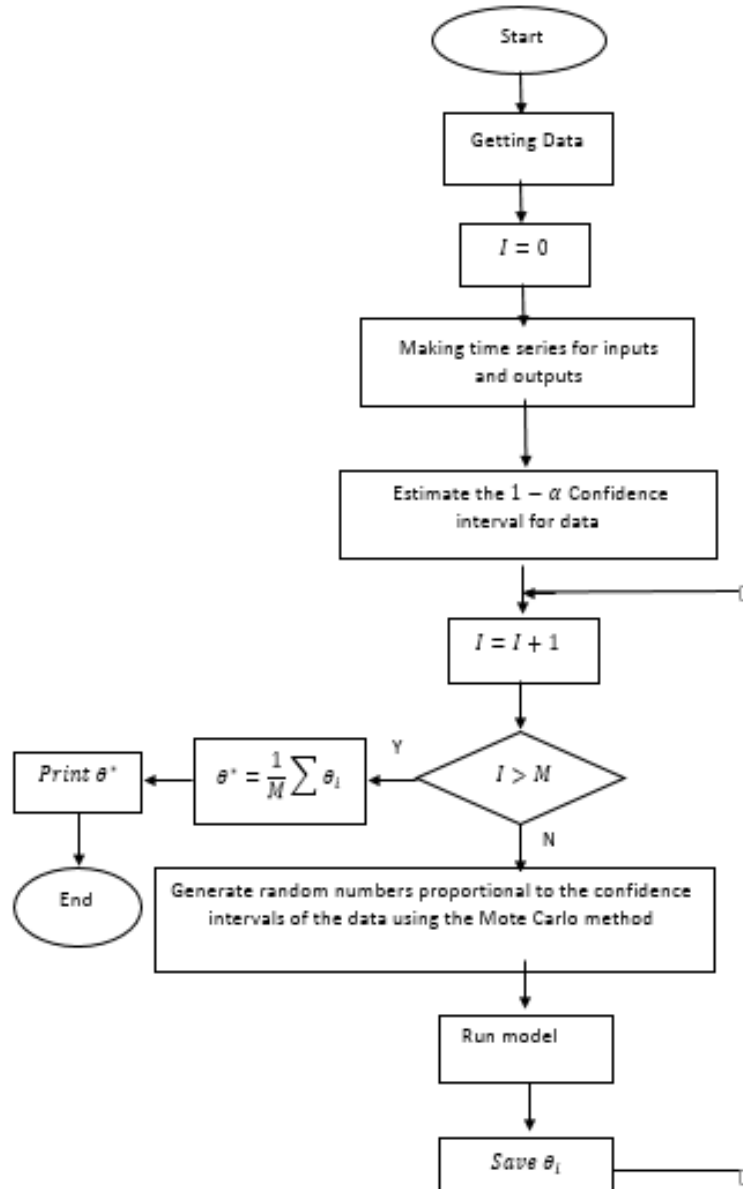 Start
Getting Data
I = 0
Making time series for inputs
and outputs
Estimate the 1 − α Confidence
interval for data
I = I + 1
I > M
Y
θ* = 1/M ∑ θᵢ
Print θ*
End
N
Generate random numbers proportional to the confidence
intervals of the data using the Mote Carlo method
Run model
Save θᵢ